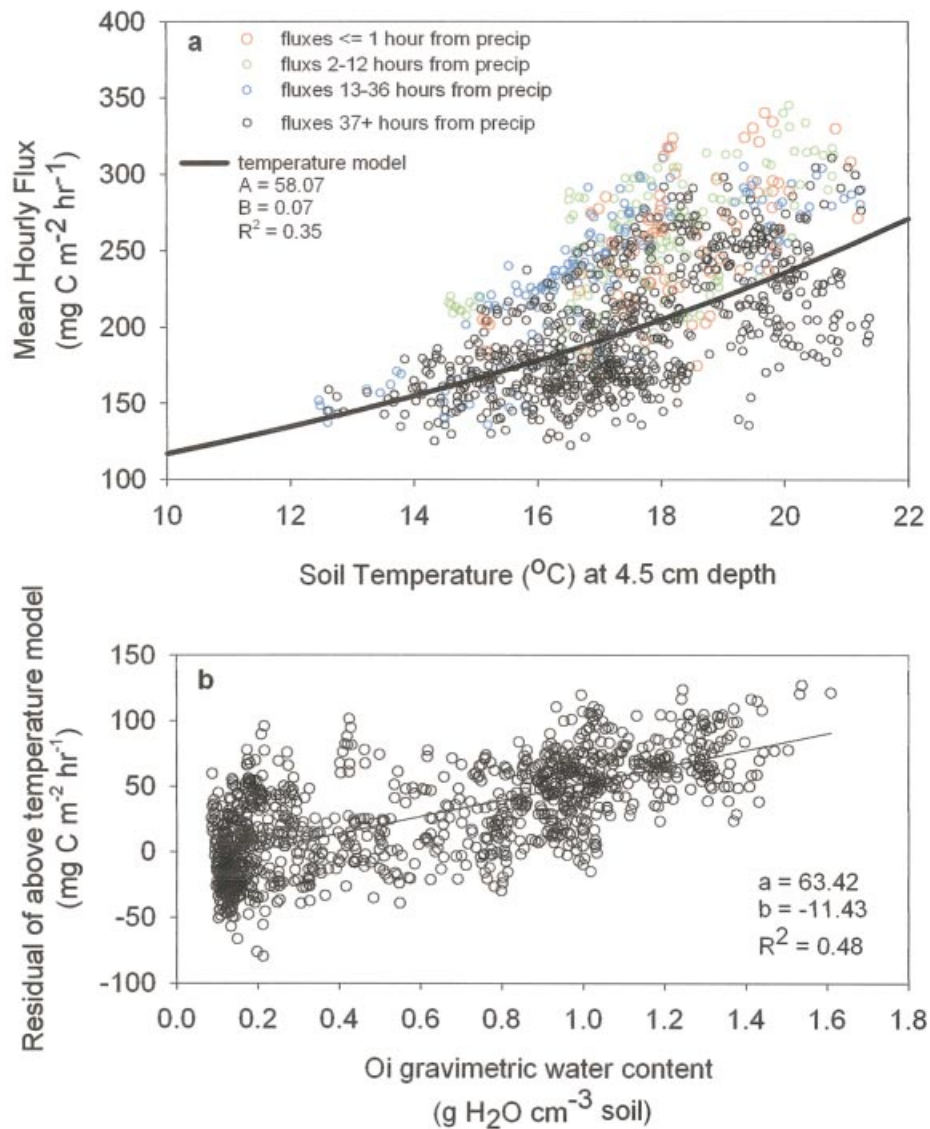 400
350
300
250
200
150
100
Mean Hourly Flux
(mg C m-2 hr-1)
a
fluxes <= 1 hour from precip
fluxs 2-12 hours from precip
fluxes 13-36 hours from precip
fluxes 37+ hours from precip
temperature model
A = 58.07
B = 0.07
R2 = 0.35
10 12 14 16 18 20 22
Soil Temperature (oC) at 4.5 cm depth
150
100
50
0
-50
-100
Residual of above temperature model
(mg C m-2 hr-1)
b
a = 63.42
b = -11.43
R2 = 0.48
0.0 0.2 0.4 0.6 0.8 1.0 1.2 1.4 1.6 1.8
Oi gravimetric water content
(g H2O cm-3 soil)